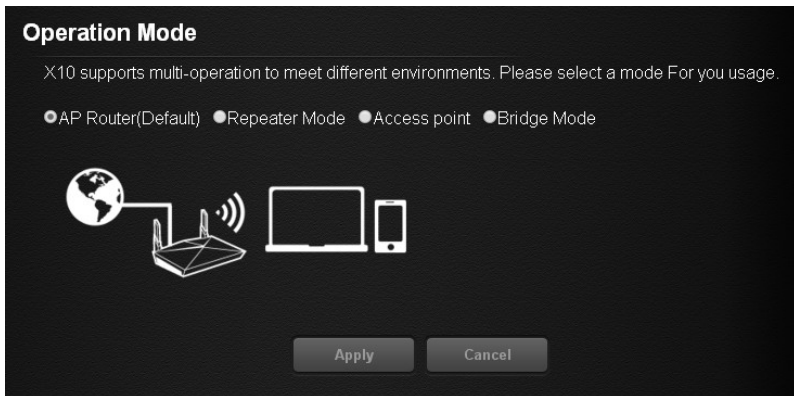 Operation Mode
X10 supports multi-operation to meet different environments. Please select a mode For you usage.
AP Router(Default) Repeater Mode Access point Bridge Mode
Apply Cancel